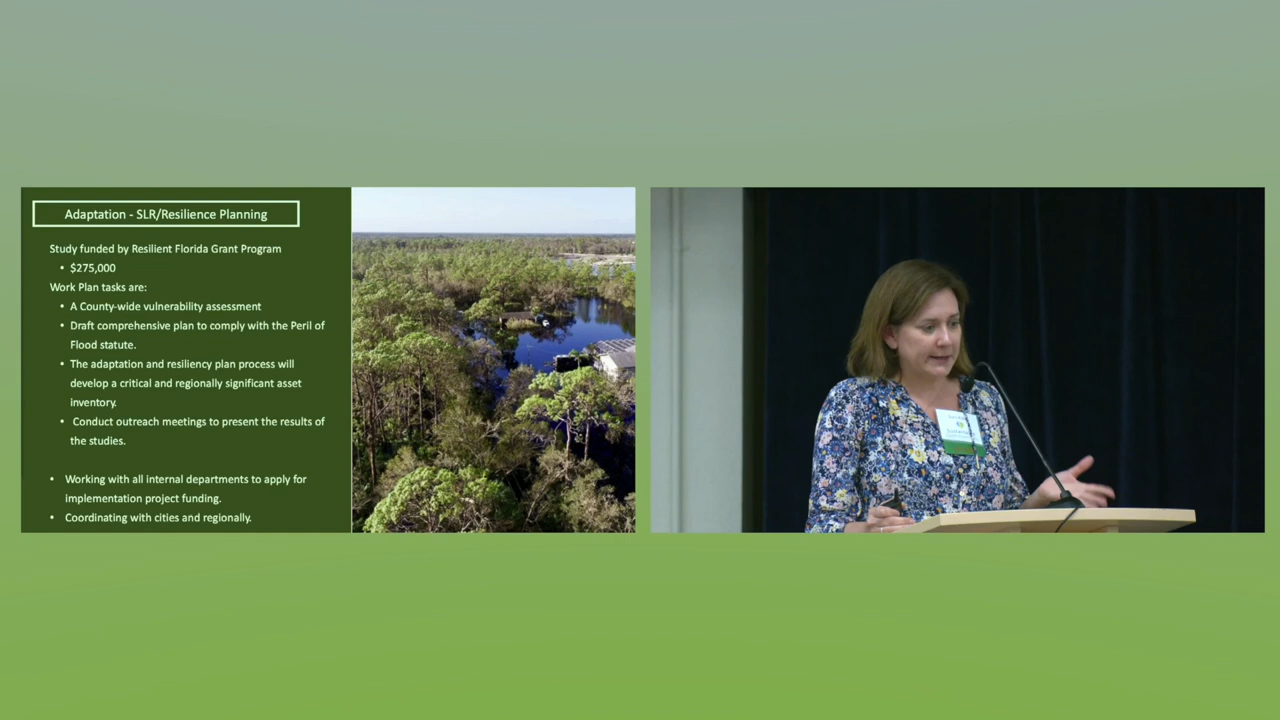 Adaptation - SLR/Resilience Planning
Study funded by Resilient Florida Grant Program
• $275,000
Work Plan tasks are:
• A County-wide vulnerability assessment
• Draft comprehensive plan to comply with the Peril of
Flood statute.
• The adaptation and resiliency plan process will
develop a critical and regionally significant asset
inventory.
• Conduct outreach meetings to present the results of
the studies.
• Working with all internal departments to apply for
implementation project funding.
• Coordinating with cities and regionally.